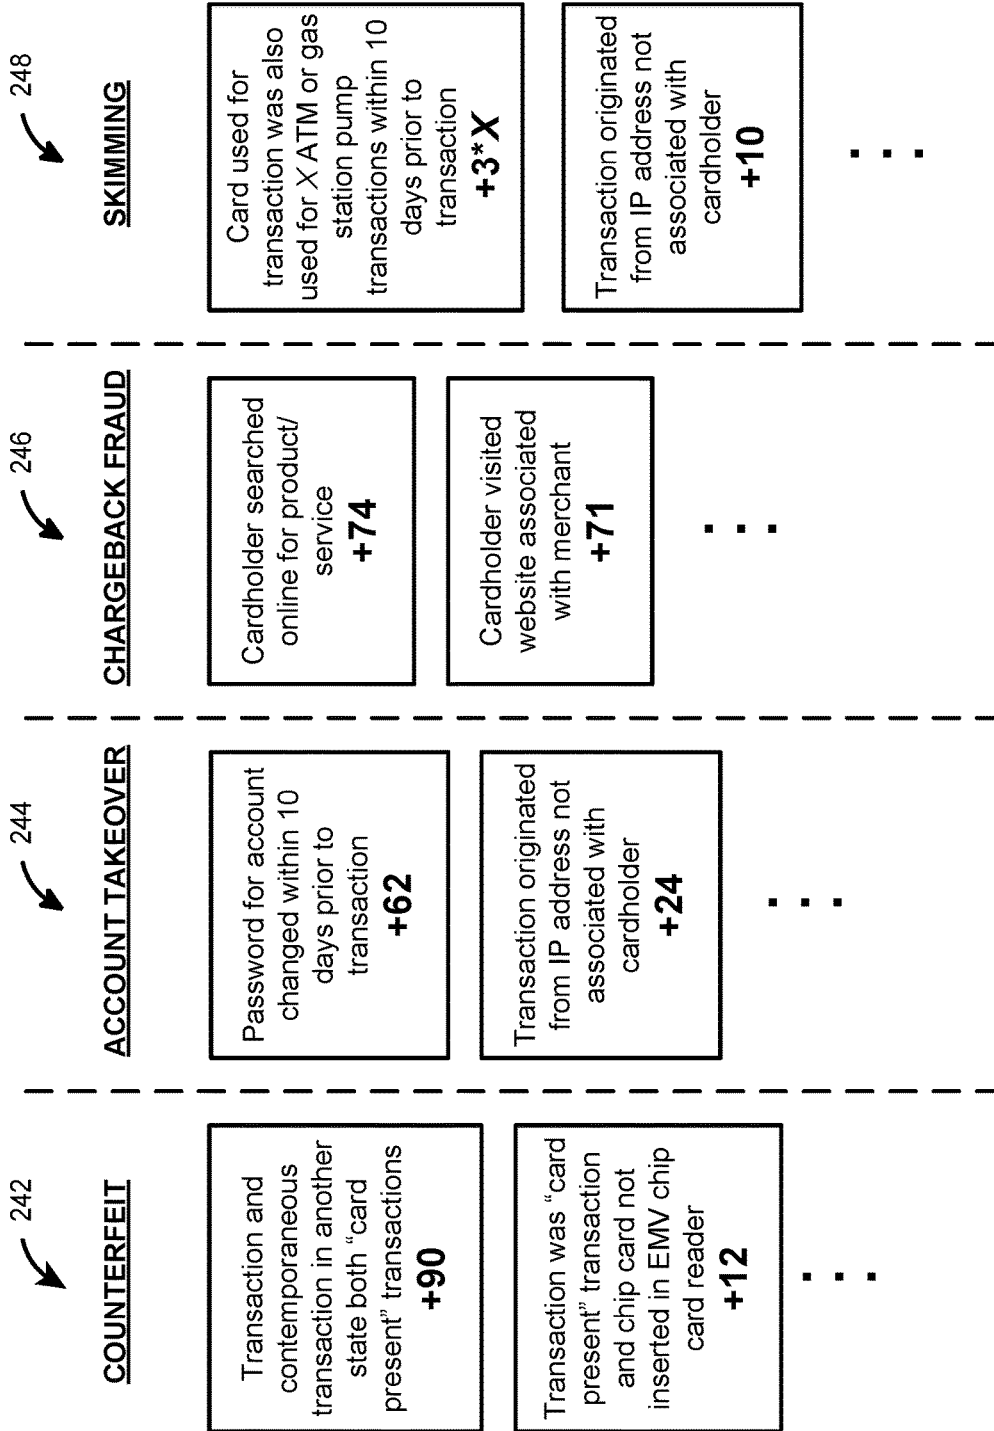 242
COUNTERFEIT
Transaction and
contemporaneous
transaction in another
state both “card
present” transactions
+90
Transaction was “card
present” transaction
and chip card not
inserted in EMV chip
card reader
+12
244
ACCOUNT TAKEOVER
Password for account
changed within 10
days prior to
transaction
+62
Transaction originated
from IP address not
associated with
cardholder
+24
246
CHARGEBACK FRAUD
Cardholder searched
online for product/
service
+74
Cardholder visited
website associated
with merchant
+71
248
SKIMMING
Card used for
transaction was also
used for X ATM or gas
station pump
transactions within 10
days prior to
transaction
+3*X
Transaction originated
from IP address not
associated with
cardholder
+10